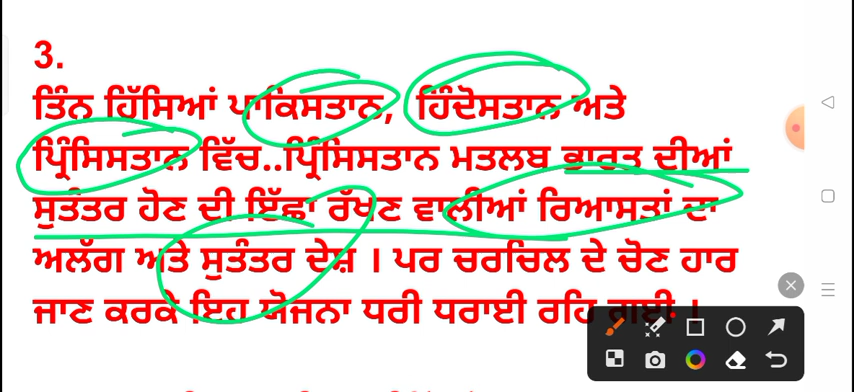 3.
ਤਿੰਨ ਹਿੱਸਿਆਂ ਪਾਕਿਸਤਾਨ, ਹਿੰਦੋਸਤਾਨ ਅਤੇ
ਪ੍ਰਿੰਸਿਸਤਾਨ ਵਿੱਚ..ਪ੍ਰਿੰਸਿਸਤਾਨ ਮਤਲਬ ਭਾਰਤ ਦੀਆਂ
ਸੁਤੰਤਰ ਹੋਣ ਦੀ ਇੱਛਾ ਰੱਖਣ ਵਾਲੀਆਂ ਰਿਆਸਤਾਂ ਦਾ
ਅਲੱਗ ਅਤੇ ਸੁਤੰਤਰ ਦੇਸ਼ । ਪਰ ਚਰਚਿਲ ਦੇ ਚੋਣ ਹਾਰ
ਜਾਣ ਕਰਕੇ ਇਹ ਯੋਜਨਾ ਧਰੀ ਧਰਾਈ ਰਹਿ ਗਈ ।